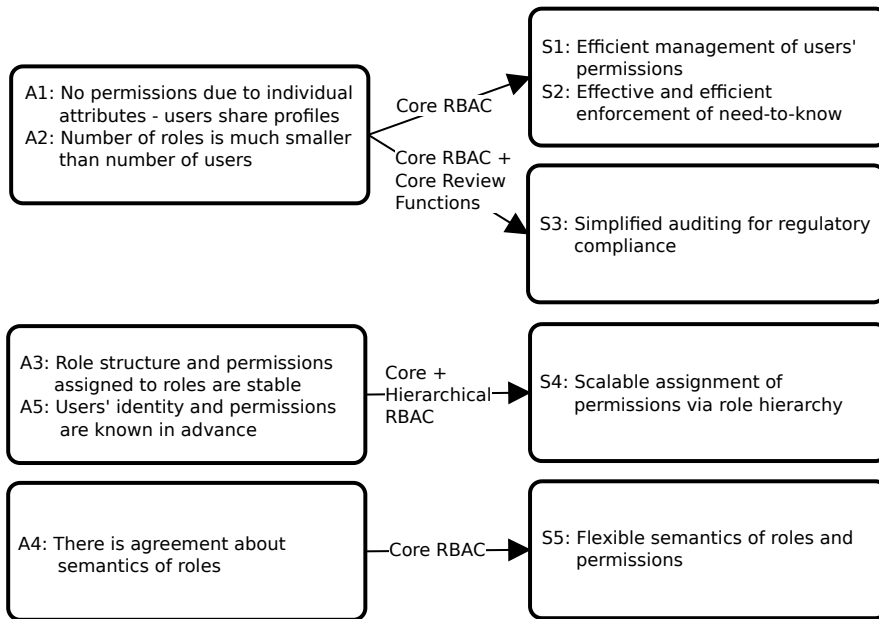 A1: No permissions due to individual
attributes - users share profiles
A2: Number of roles is much smaller
than number of users
Core RBAC
Core RBAC +
Core Review
Functions
S1: Efficient management of users'
permissions
S2: Effective and efficient
enforcement of need-to-know
S3: Simplified auditing for regulatory
compliance
A3: Role structure and permissions
assigned to roles are stable
A5: Users' identity and permissions
are known in advance
Core +
Hierarchical
RBAC
S4: Scalable assignment of
permissions via role hierarchy
A4: There is agreement about
semantics of roles
Core RBAC
S5: Flexible semantics of roles and
permissions